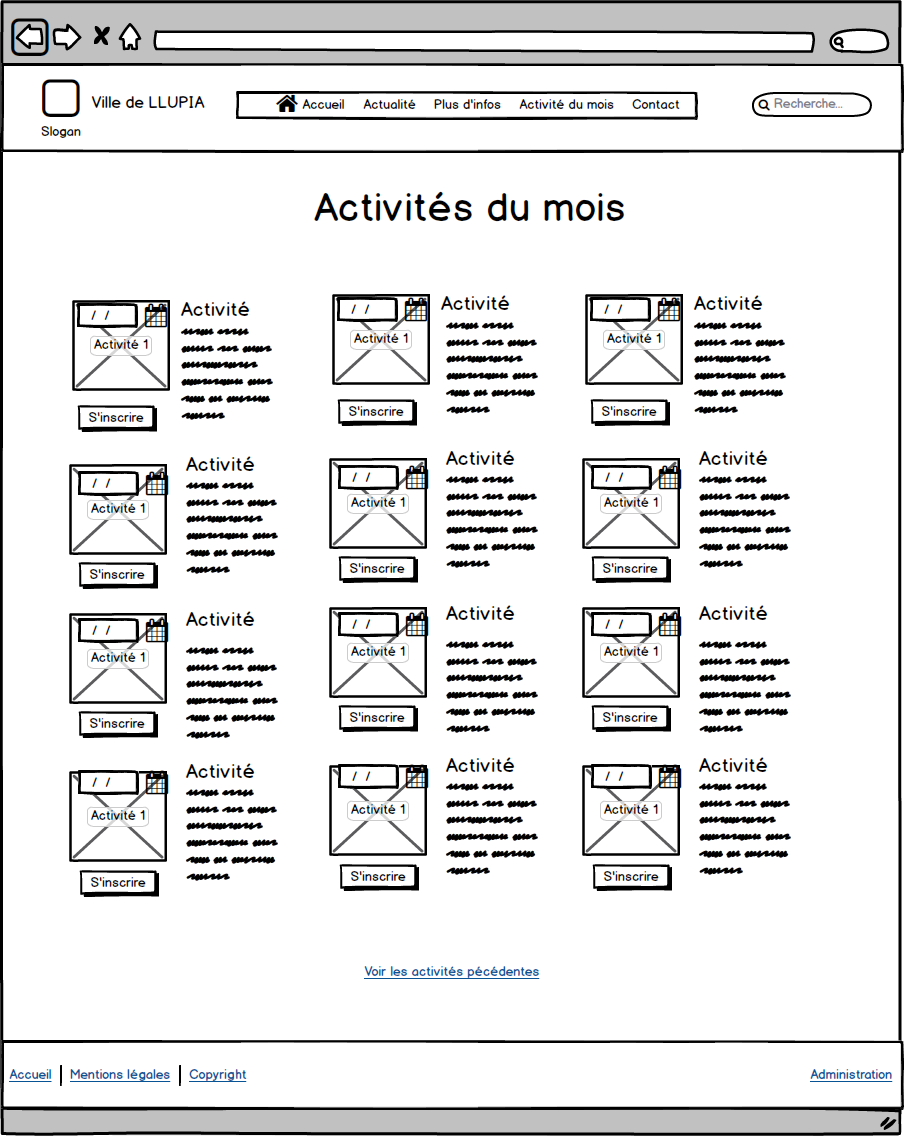 Ville de LLUPIA
Slogan
Accueil Actualité Plus d'infos Activité du mois Contact
Recherche...
Activités du mois
/ /
Activité 1
Activité
S'inscrire
/ /
Activité 1
Activité
S'inscrire
/ /
Activité 1
Activité
S'inscrire
/ /
Activité 1
Activité
S'inscrire
/ /
Activité 1
Activité
S'inscrire
/ /
Activité 1
Activité
S'inscrire
/ /
Activité 1
Activité
S'inscrire
/ /
Activité 1
Activité
S'inscrire
/ /
Activité 1
Activité
S'inscrire
/ /
Activité 1
Activité
S'inscrire
/ /
Activité 1
Activité
S'inscrire
/ /
Activité 1
Activité
S'inscrire
Voir les activités pécédentes
Accueil Mentions légales Copyright Administration